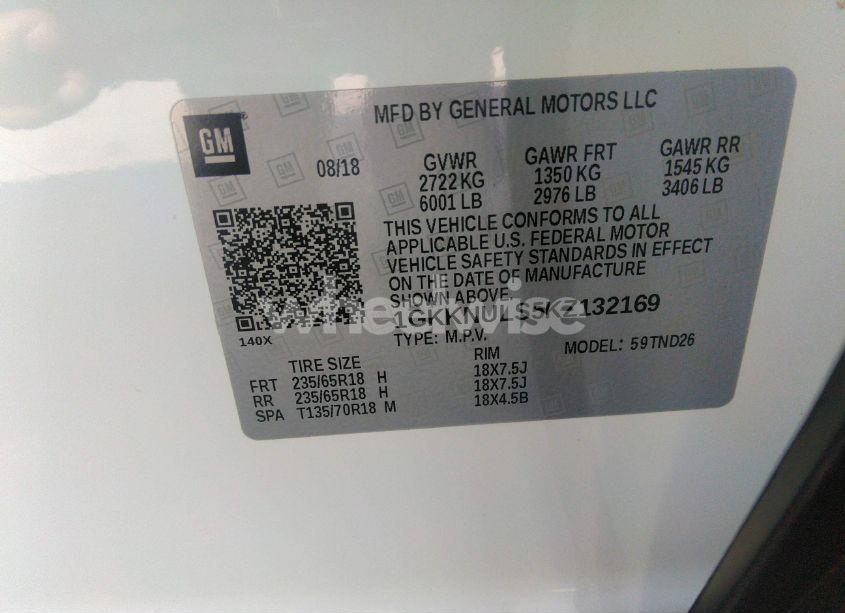 MFD BY GENERAL MOTORS LLC
GM
08/18
GVWR
2722 KG
6001 LB
GAWR FRT
1350 KG
2976 LB
GAWR RR
1545 KG
3406 LB
THIS VEHICLE CONFORMS TO ALL
APPLICABLE U.S. FEDERAL MOTOR
VEHICLE SAFETY STANDARDS IN EFFECT
ON THE DATE OF MANUFACTURE
SHOWN ABOVE.
1GKKNULS5KZ132169
TYPE: M.P.V.
MODEL: 59TND26
140X
TIRE SIZE
RIM
FRT 235/65R18 H 18X7.5J
RR 235/65R18 H 18X7.5J
SPA T135/70R18 M 18X4.5B
wheelwise